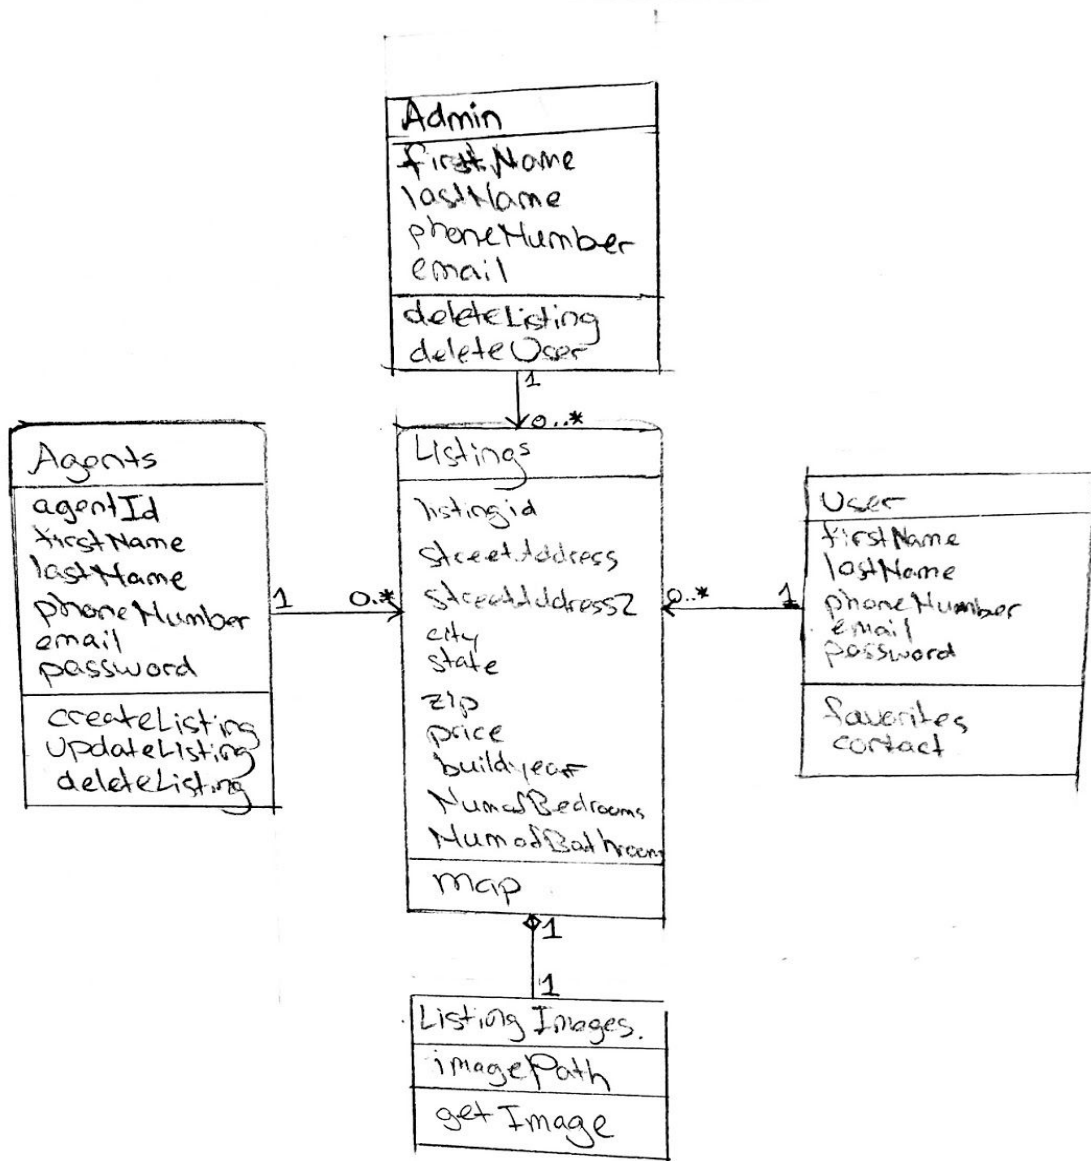 Admin
firstName
lastName
phoneNumber
email
deleteListing
deleteUser
1
0..*
Agents
agentId
firstName
lastName
phoneNumber
email
password
createListing
updateListing
deleteListing
1
0..*
Listings
listingid
streetAddress
streetAddress2
city
state
zip
price
buildyear
NumofBedrooms
NumofBathroom
map
0..*
1
User
firstName
lastName
phoneNumber
email
password
favorites
contact
1
1
Listing Images.
imagePath
getImage